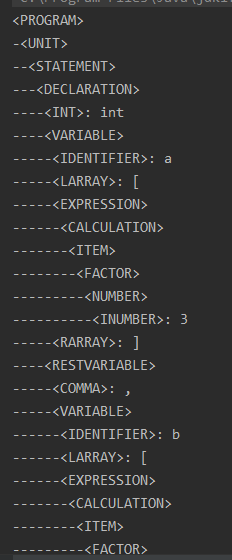 <PROGRAM>
-<UNIT>
--<STATEMENT>
---<DECLARATION>
----<INT>: int
----<VARIABLE>
-----<IDENTIFIER>: a
-----<LARRAY>: [
-----<EXPRESSION>
------<CALCULATION>
-------<ITEM>
--------<FACTOR>
---------<NUMBER>
----------<INUMBER>: 3
-----<RARRAY>: ]
----<RESTVARIABLE>
-----<COMMA>: ,
-----<VARIABLE>
------<IDENTIFIER>: b
------<LARRAY>: [
------<EXPRESSION>
-------<CALCULATION>
--------<ITEM>
---------<FACTOR>